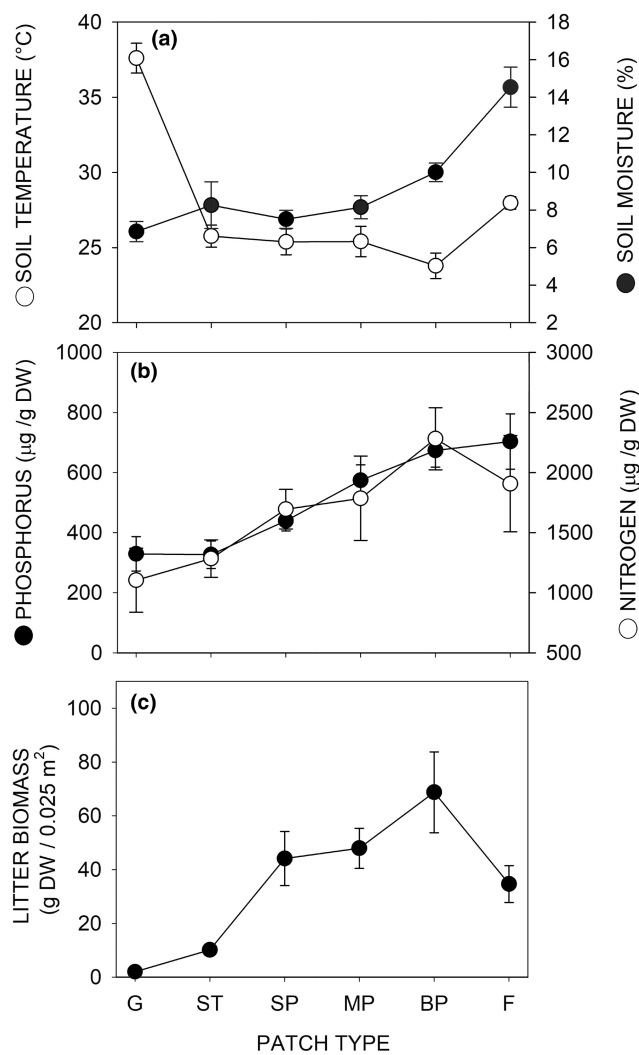 (a)
SOIL TEMPERATURE (°C)
40
35
30
25
20
18
16
14
12
10
8
6
4
2
SOIL MOISTURE (%)
(b)
PHOSPHORUS (µg /g DW)
1000
800
600
400
200
0
3000
2500
2000
1500
1000
500
NITROGEN (µg /g DW)
(c)
LITTER BIOMASS
(g DW / 0.025 m²)
100
80
60
40
20
0
G ST SP MP BP F
PATCH TYPE